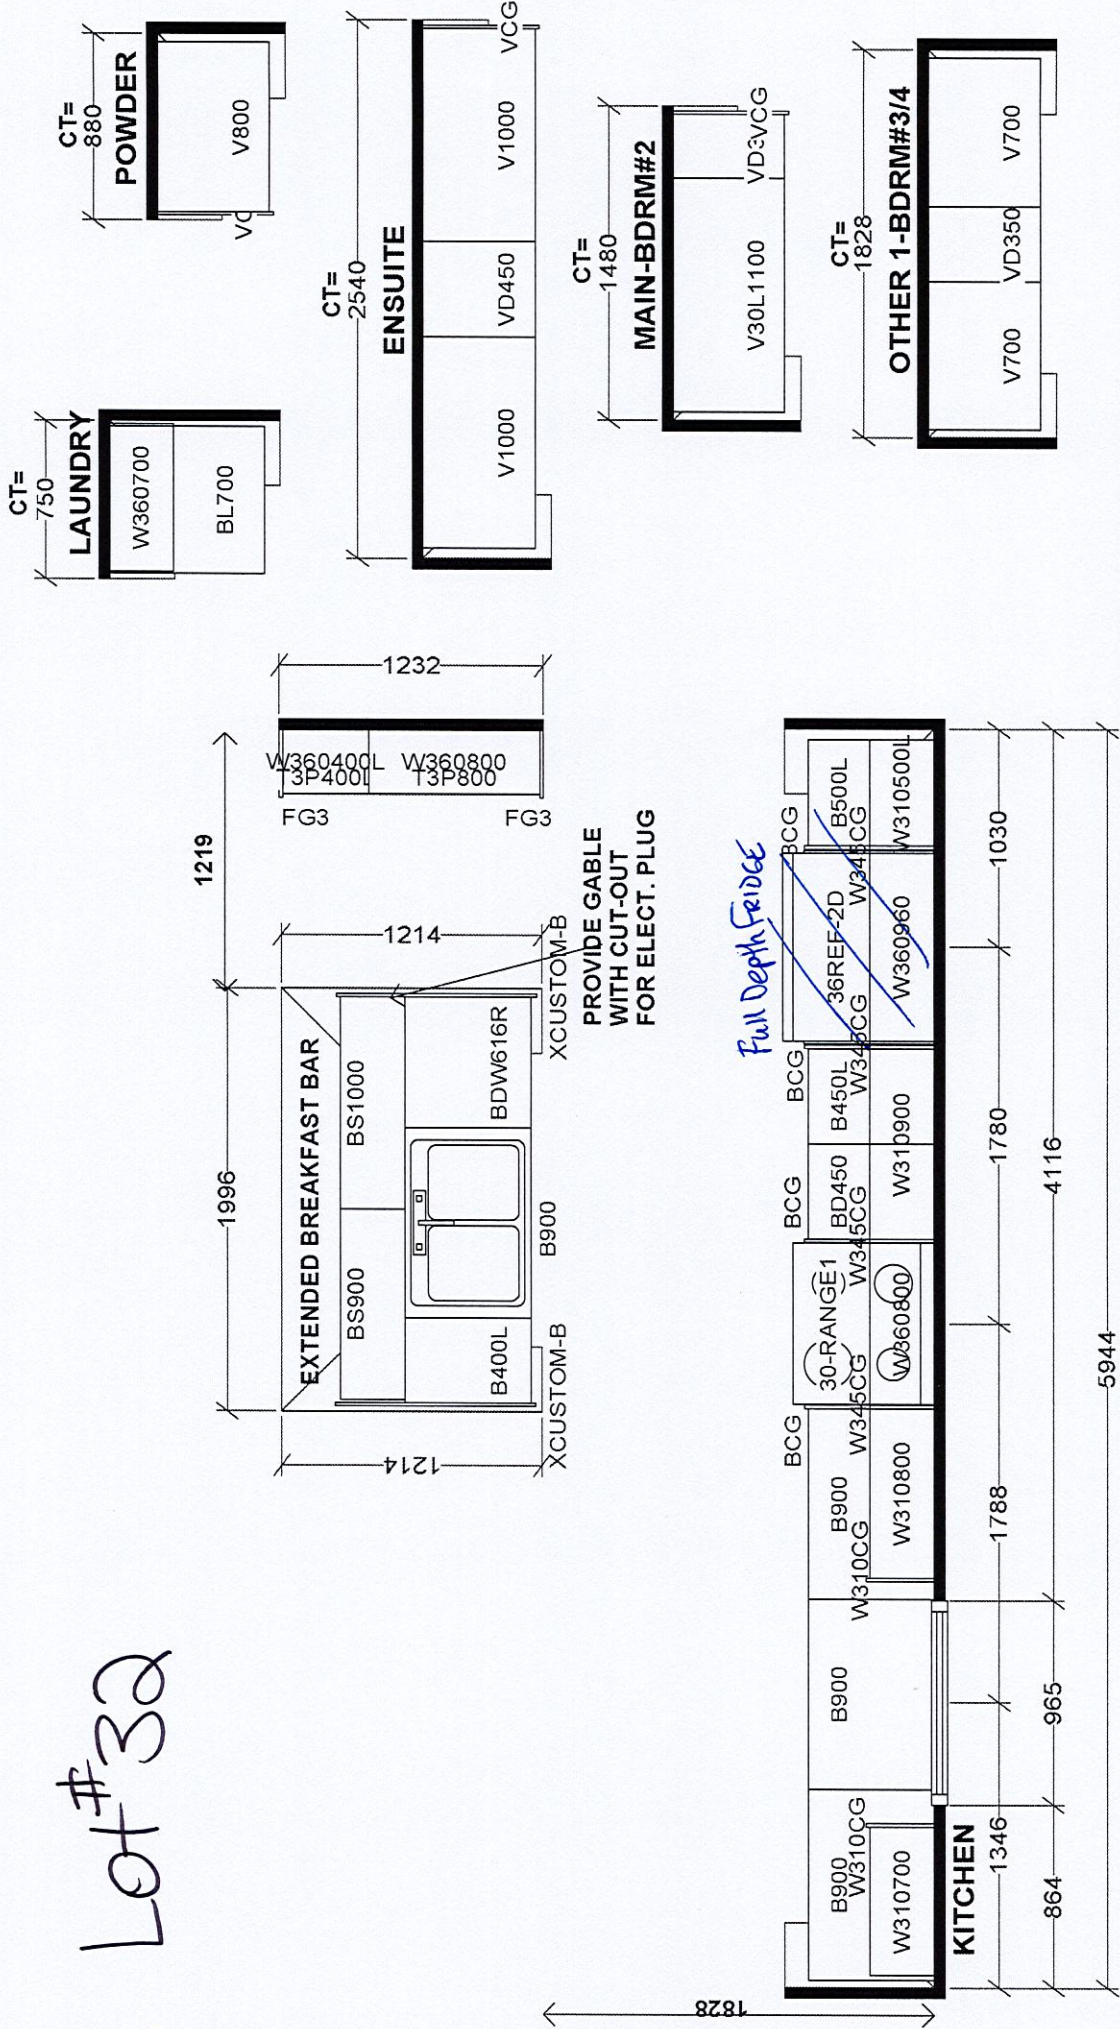 Lot#32
CT=
750
LAUNDRY
W360700
BL700
CT=
880
POWDER
V800
CT=
2540
ENSUITE
V1000
VD450
V1000
VCG
CT=
1480
MAIN-BDRM#2
V30L1100
VCG
CT=
1828
OTHER 1-BDRM#3/4
V700
VD350
V700
1996
1219
1214
1214
1232
EXTENDED BREAKFAST BAR
BS900
BS1000
B400L
BDW616R
B900
XCUSTOM-B
XCUSTOM-B
W360400L
T3P400L
W360800
T3P800
FG3
FG3
PROVIDE GABLE
WITH CUT-OUT
FOR ELECT. PLUG
Full Depth FRIDGE
BCG
BCG
BCG
BCG
B900
B900
B900
30-RANGE1
BD450
B450L
36REF-2D
B500L
W310CG
W310CG
W345CG
W345CG
W345CG
W345CG
W310700
W310800
W360800
W310900
W360960
W310500L
KITCHEN
1346
1788
1780
1030
864
965
4116
5944
1828